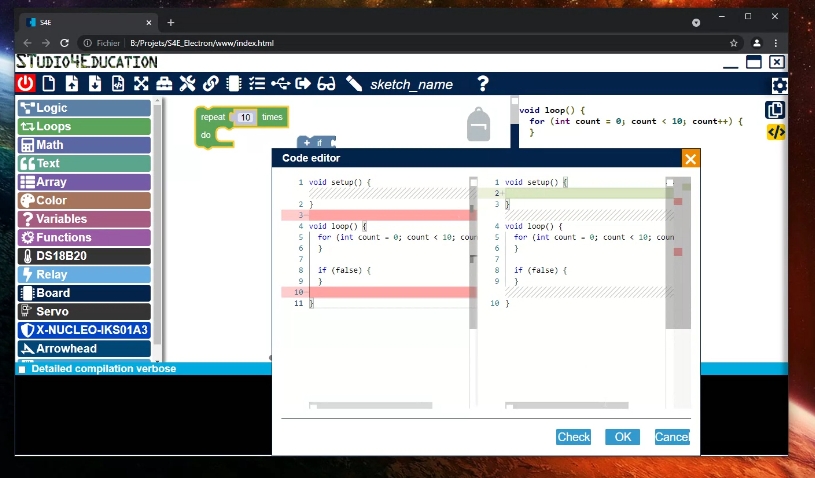 S4E
Fichier B:/Projets/S4E_Electron/www/index.html
STUDIO4EDUCATION
sketch_name ?
Logic
Loops
Math
Text
Array
Color
Variables
Functions
DS18B20
Relay
Board
Servo
X-NUCLEO-IKS01A3
Arrowhead
repeat 10 times
do
+ if
void loop() {
for (int count = 0; count < 10; count++) {
}
Code editor
1 void setup() {
2 }
3-
4 void loop() {
5 for (int count = 0; count < 10; coun
6 }
7
8 if (false) {
9 }
10-
11 }
1 void setup() {
2+
3 }
4 void loop() {
5 for (int count = 0; count < 10; coun
6 }
7
8 if (false) {
9 }
10 }
Check OK Cancel
Detailed compilation verbose